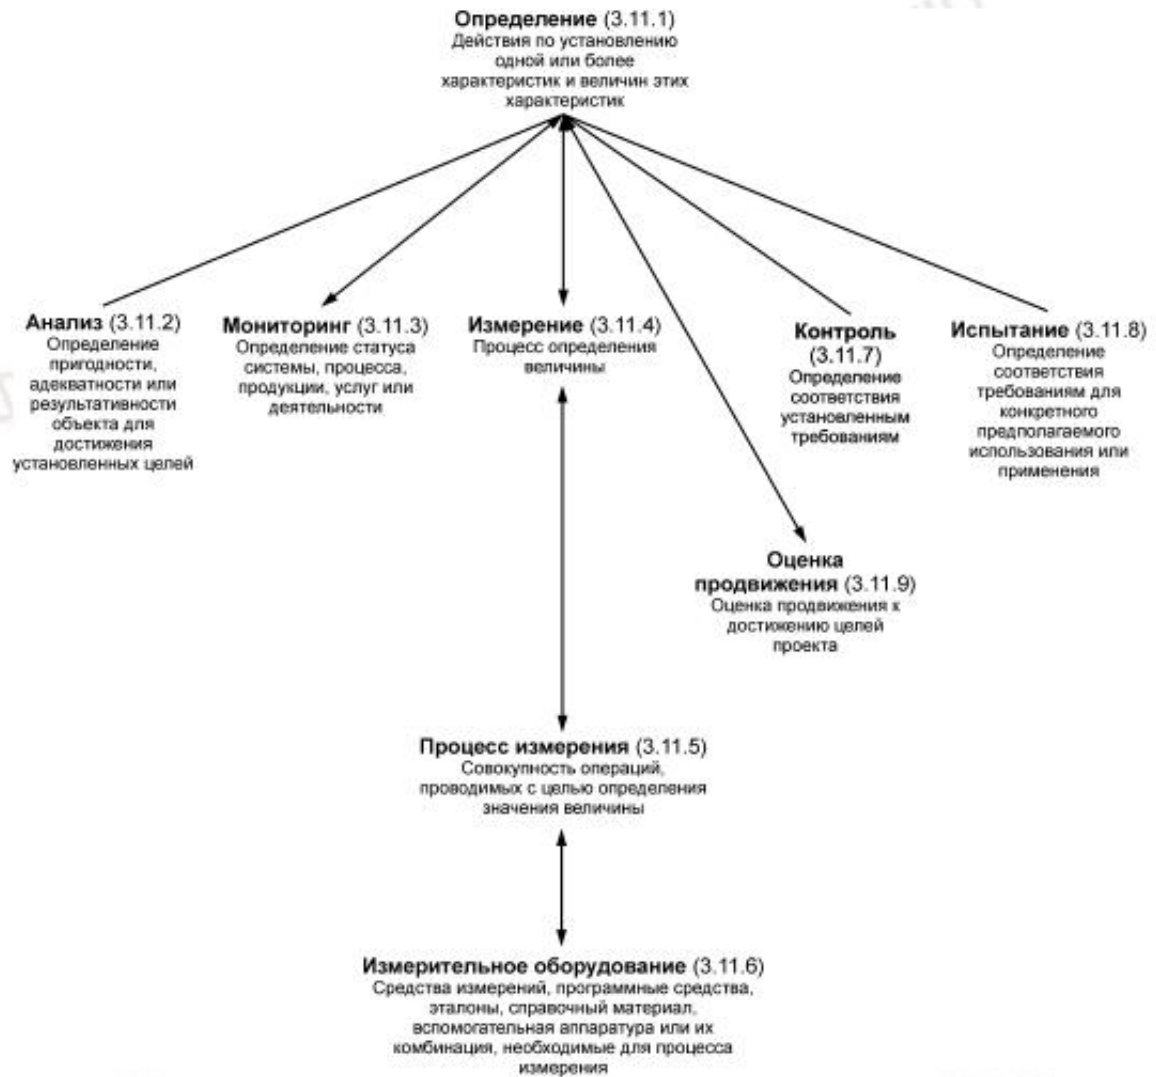 Определение (3.11.1)
Действия по установлению
одной или более
характеристик и величин этих
характеристик
Анализ (3.11.2)
Определение
пригодности,
адекватности или
результативности
объекта для
достижения
установленных целей
Мониторинг (3.11.3)
Определение статуса
системы, процесса,
продукции, услуг или
деятельности
Измерение (3.11.4)
Процесс определения
величины
Контроль
(3.11.7)
Определение
соответствия
установленным
требованиям
Испытание (3.11.8)
Определение
соответствия
требованиям для
конкретного
предполагаемого
использования или
применения
Оценка
продвижения (3.11.9)
Оценка продвижения к
достижению целей
проекта
Процесс измерения (3.11.5)
Совокупность операций,
проводимых с целью определения
значения величины
Измерительное оборудование (3.11.6)
Средства измерений, программные средства,
эталоны, справочный материал,
вспомогательная аппаратура или их
комбинация, необходимые для процесса
измерения